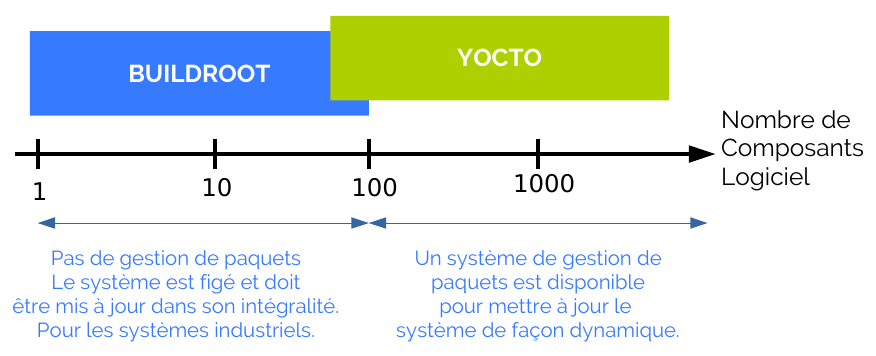 BUILDROOT
YOCTO
Nombre de
Composants
Logiciel
1
10
100
1000
Pas de gestion de paquets
Le système est figé et doit
être mis à jour dans son intégralité.
Pour les systèmes industriels.
Un système de gestion de
paquets est disponible
pour mettre à jour le
système de façon dynamique.